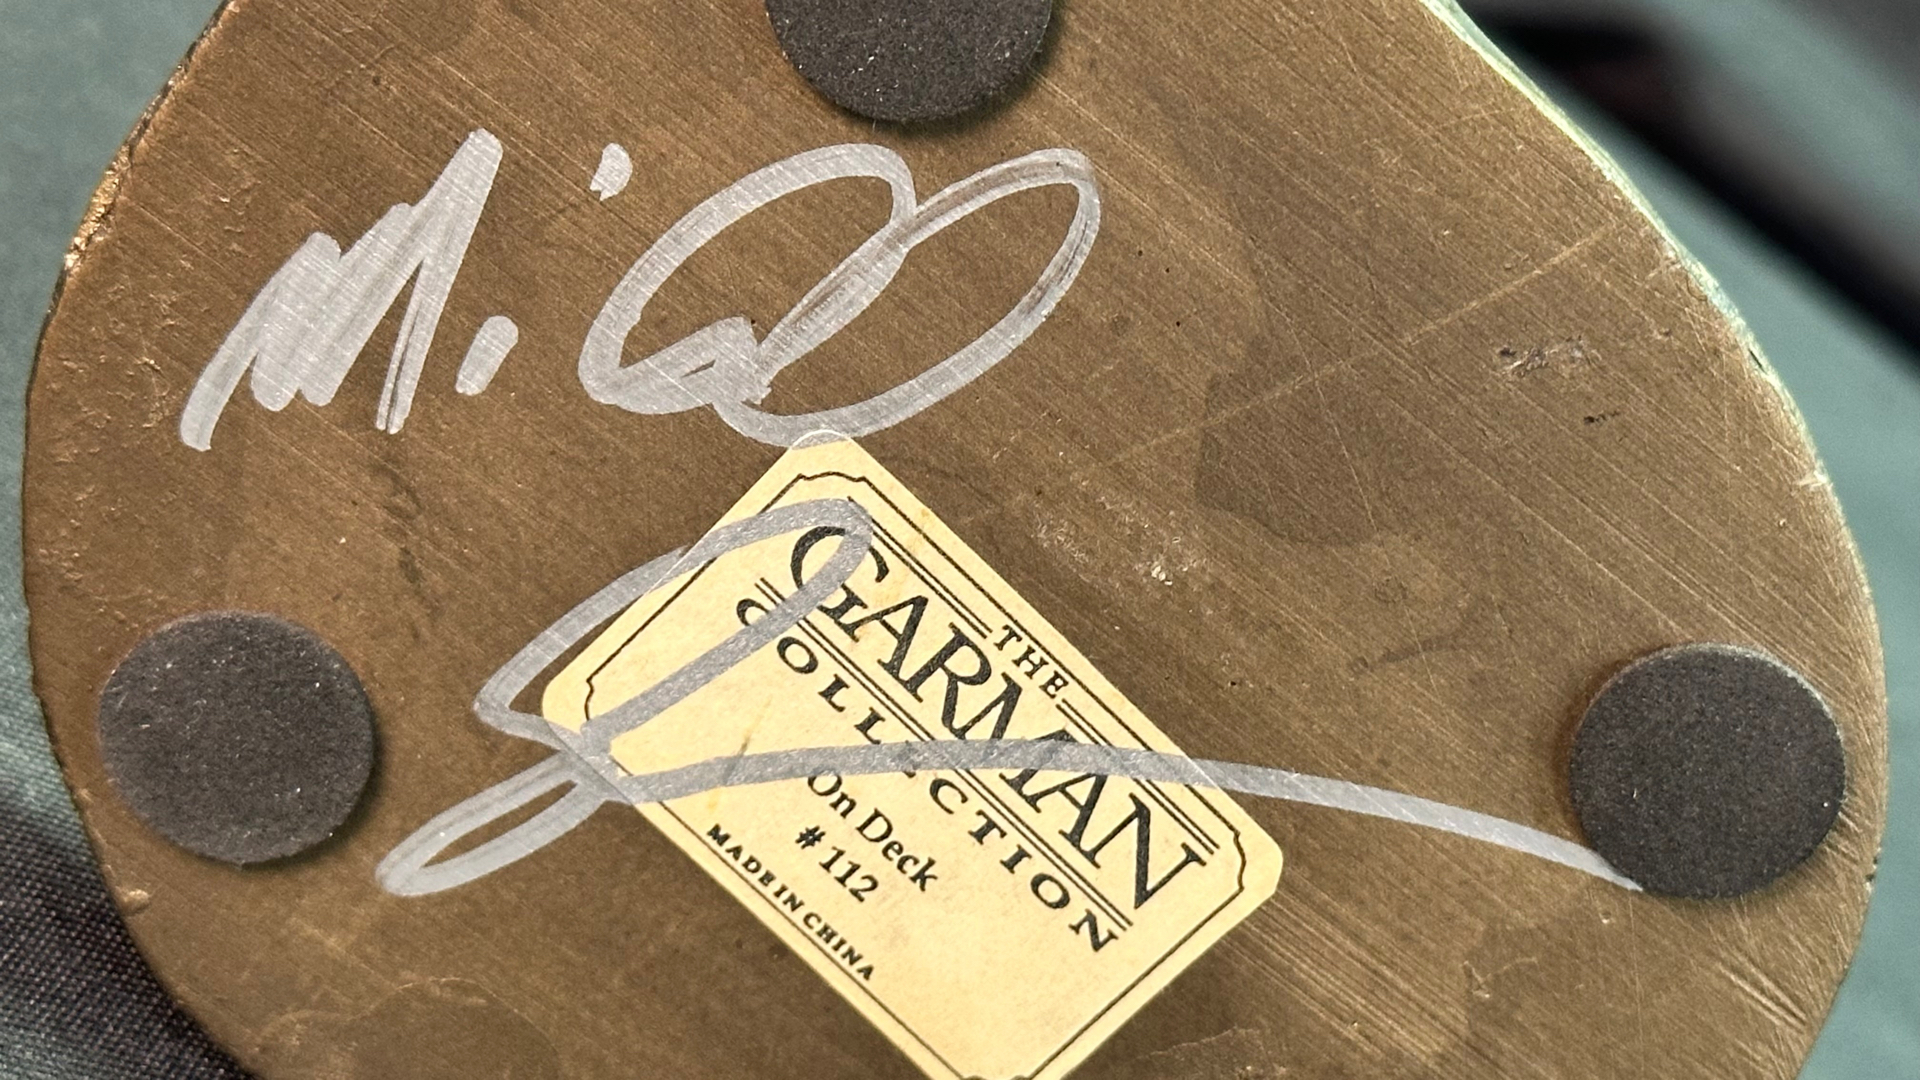 THE
GARMAN
COLLECTION
On Deck
# 112
MADE IN CHINA